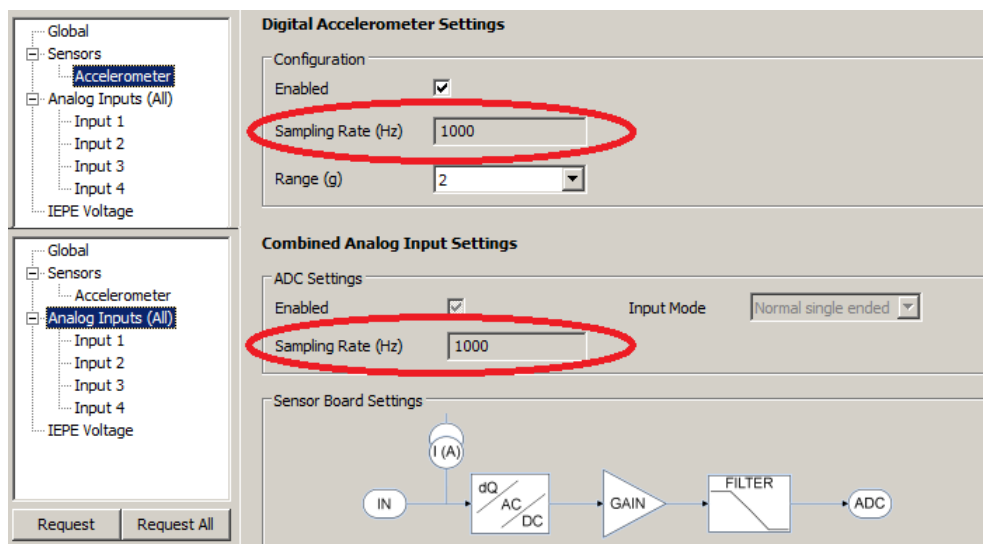 Global
Sensors
Accelerometer
Analog Inputs (All)
Input 1
Input 2
Input 3
Input 4
IEPE Voltage
Digital Accelerometer Settings
Configuration
Enabled
Sampling Rate (Hz) 1000
Range (g) 2
Global
Sensors
Accelerometer
Analog Inputs (All)
Input 1
Input 2
Input 3
Input 4
IEPE Voltage
Request Request All
Combined Analog Input Settings
ADC Settings
Enabled Input Mode Normal single ended
Sampling Rate (Hz) 1000
Sensor Board Settings
I (A)
IN
dQ
AC
DC
GAIN
FILTER
ADC